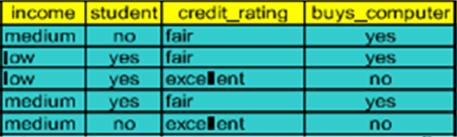 income student credit_rating buys_computer
medium no fair yes
low yes fair yes
low yes excellent no
medium yes fair yes
medium no excellent no